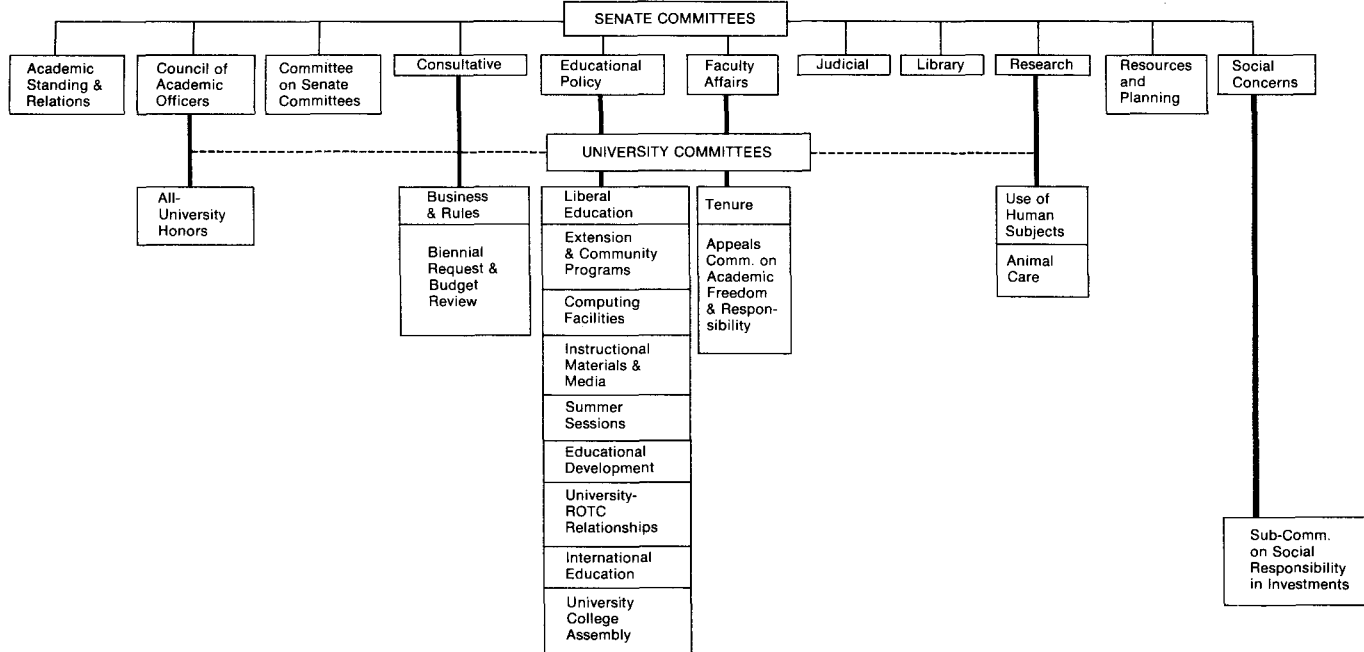 SENATE COMMITTEES
Academic
Standing &
Relations
Council of
Academic
Officers
Committee
on Senate
Committees
Consultative
Educational
Policy
Faculty
Affairs
Judicial
Library
Research
Resources
and
Planning
Social
Concerns
UNIVERSITY COMMITTEES
All-
University
Honors
Business
& Rules
Biennial
Request &
Budget
Review
Liberal
Education
Extension
& Community
Programs
Computing
Facilities
Instructional
Materials &
Media
Summer
Sessions
Educational
Development
University-
ROTC
Relationships
International
Education
University
College
Assembly
Tenure
Appeals
Comm. on
Academic
Freedom
& Respon-
sibility
Use of
Human
Subjects
Animal
Care
Sub-Comm.
on Social
Responsibility
in Investments